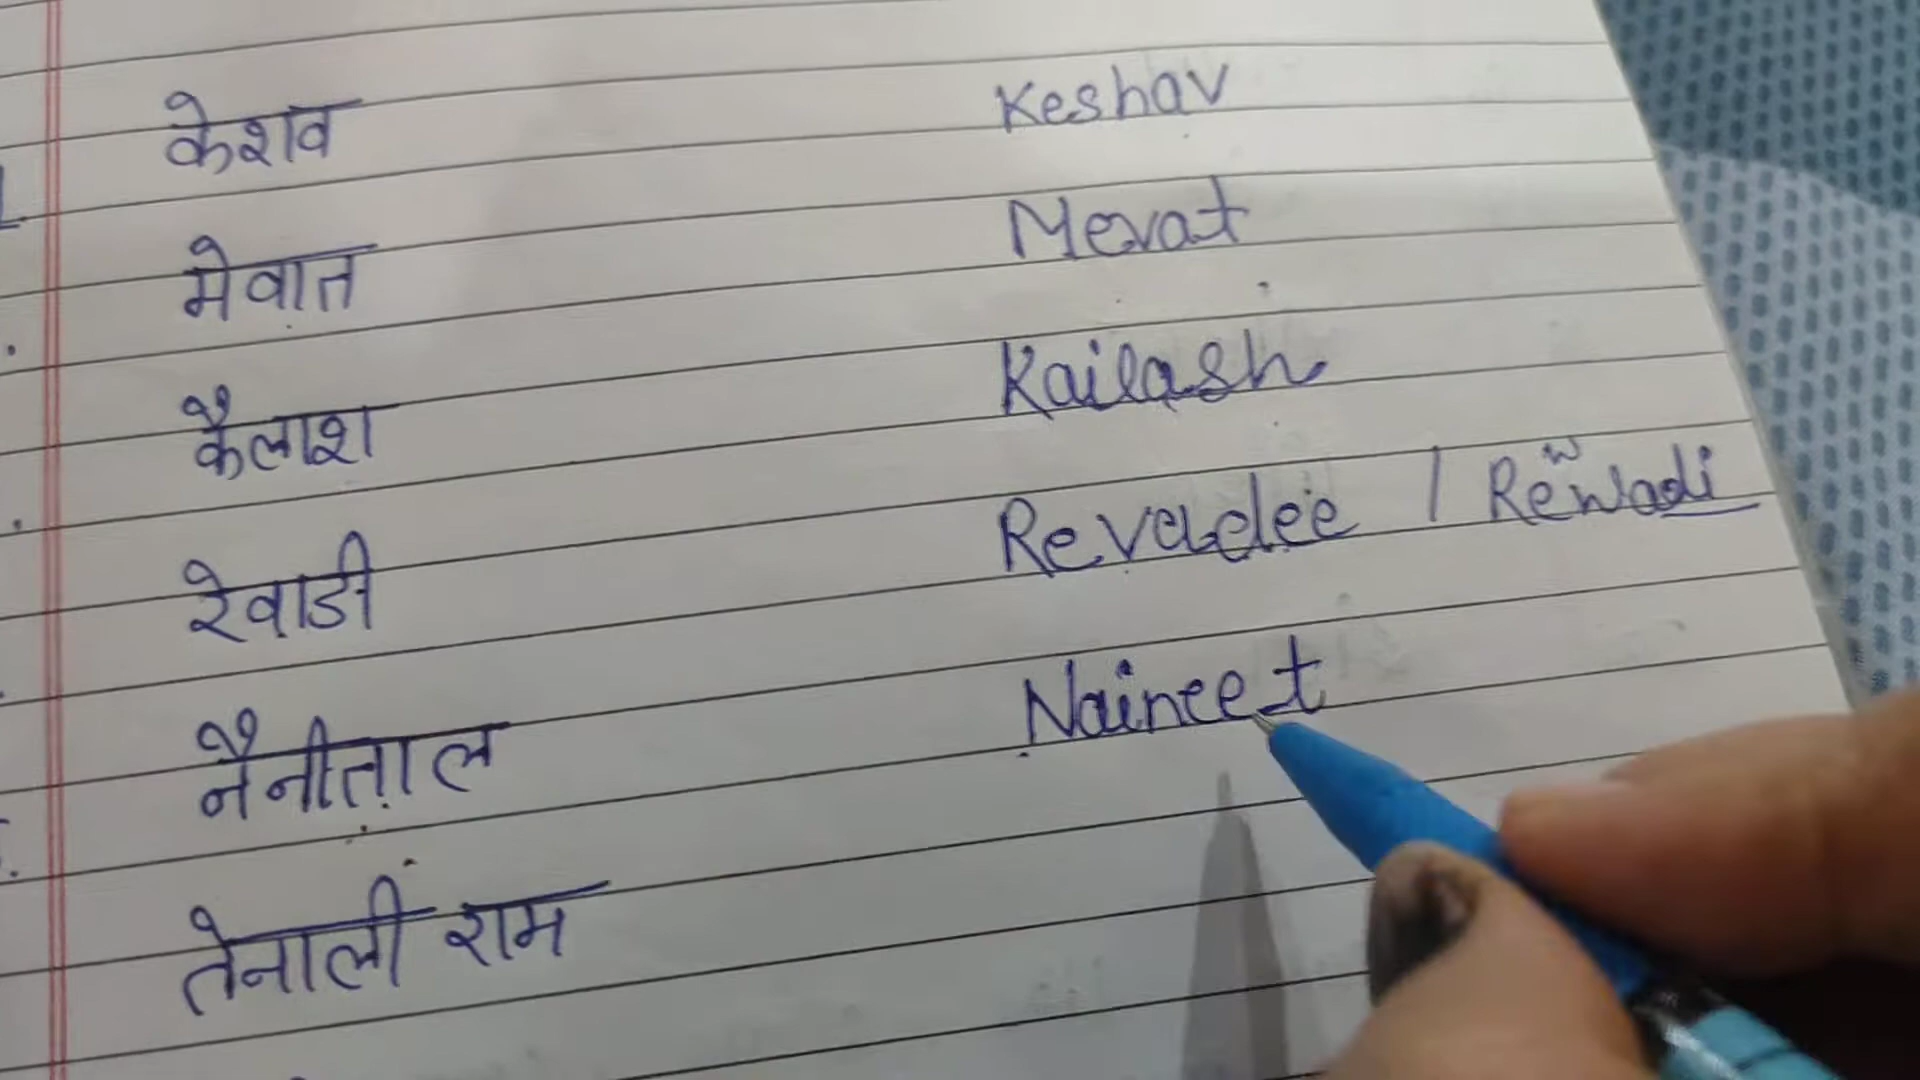 केशव Keshav
मेवात Mevat
कैलाश Kailash
रेवाडी Revadee / Rewadi
नैनीताल Naineet
तेनाली राम